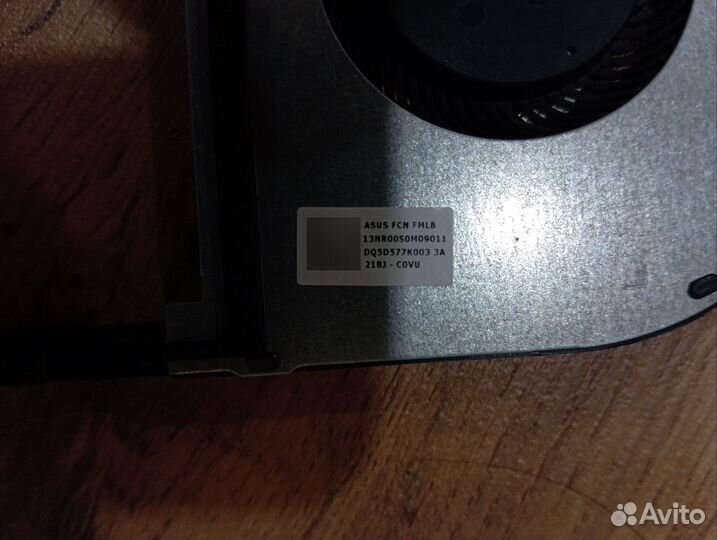 ASUS FCN FMLB
13NR00S0M09011
DQ5D577K003 3A
218J - C0VU
Avito